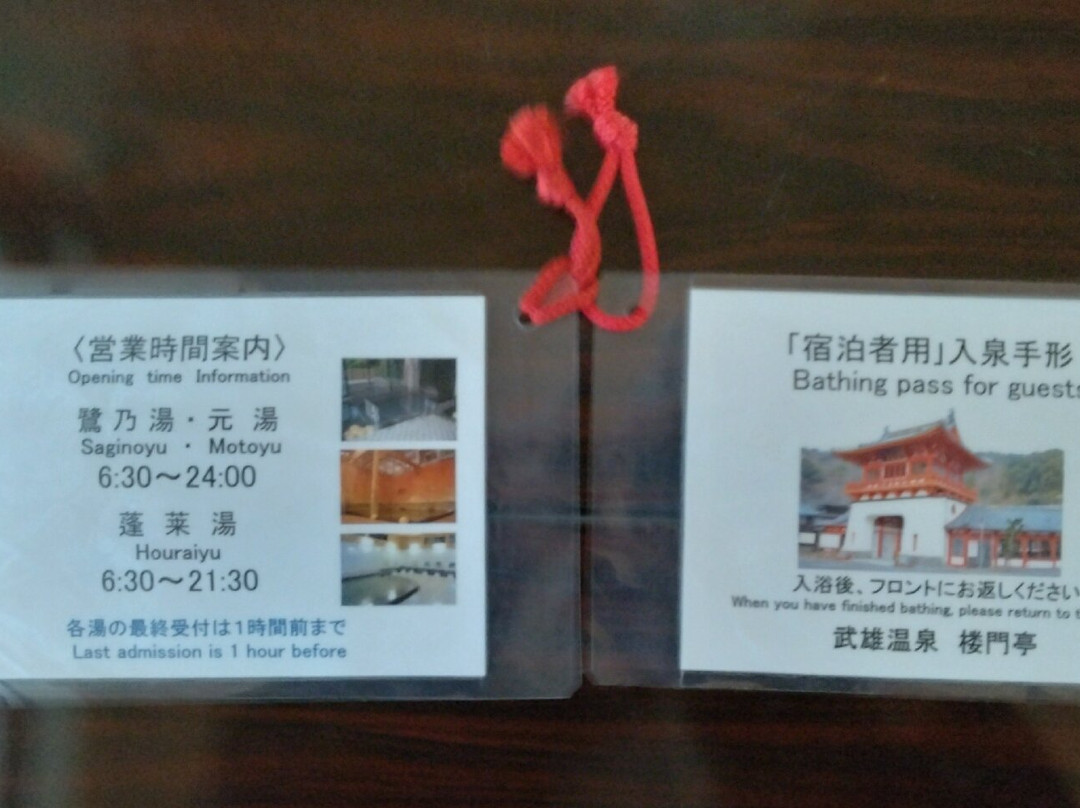 〈営業時間案内〉
Opening time Information
鷺乃湯・元湯
Saginoyu ・ Motoyu
6:30～24:00
蓬莱湯
Houraiyu
6:30～21:30
各湯の最終受付は1時間前まで
Last admission is 1 hour before
「宿泊者用」入泉手形
Bathing pass for guests
入浴後、フロントにお返しください
When you have finished bathing, please return to
武雄温泉 楼門亭